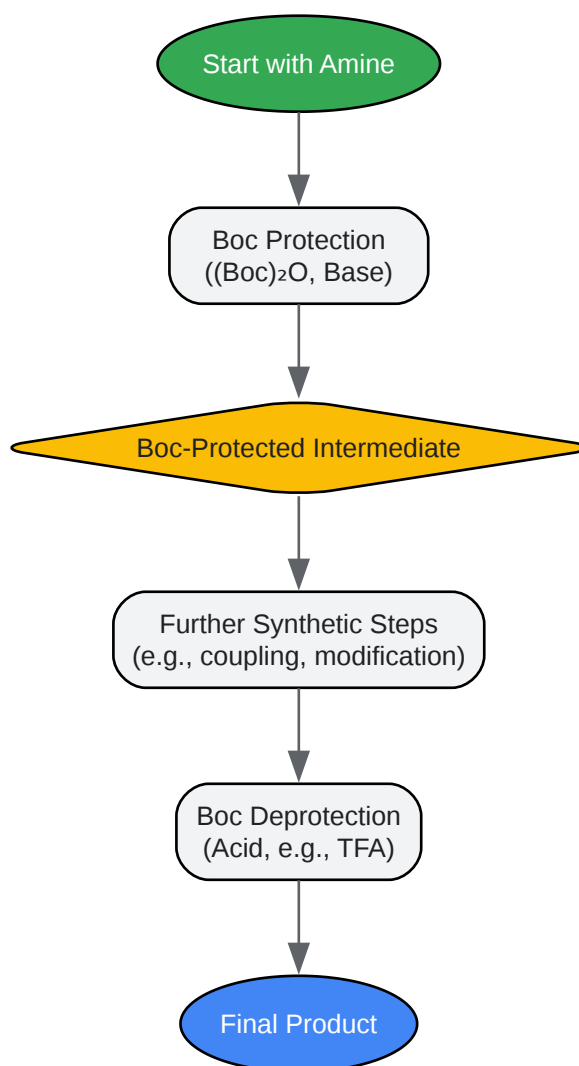 Start with Amine
Boc Protection
((Boc)₂O, Base)
Boc-Protected Intermediate
Further Synthetic Steps
(e.g., coupling, modification)
Boc Deprotection
(Acid, e.g., TFA)
Final Product